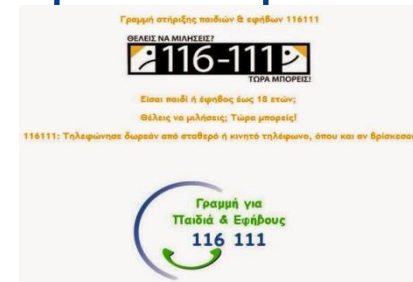 Γραμμή στήριξης παιδιών & εφήβων 116111
ΘΕΛΕΙΣ ΝΑ ΜΙΛΗΣΕΙΣ?
116-111
ΤΩΡΑ ΜΠΟΡΕΙΣ!
Είσαι παιδί ή έφηβος έως 18 ετών;
Θέλεις να μιλήσεις; Τώρα μπορείς!
116111: Τηλεφώνησε δωρεάν από σταθερό ή κινητό τηλέφωνο, όπου και αν βρίσκεσαι
Γραμμή για
Παιδιά & Εφήβους
116 111